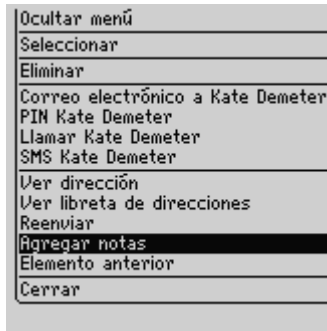 Ocultar menú
Seleccionar
Eliminar
Correo electrónico a Kate Demeter
PIN Kate Demeter
Llamar Kate Demeter
SMS Kate Demeter
Ver dirección
Ver libreta de direcciones
Reenviar
Agregar notas
Elemento anterior
Cerrar